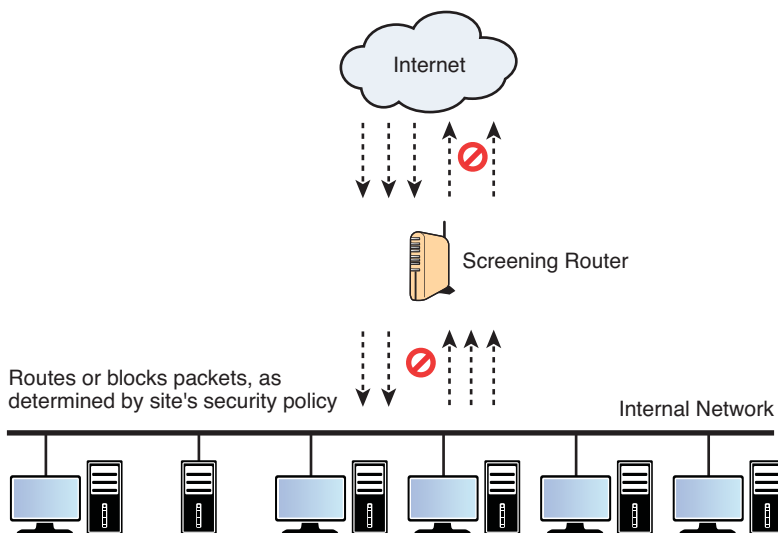 Internet
Screening Router
Routes or blocks packets, as
determined by site's security policy
Internal Network